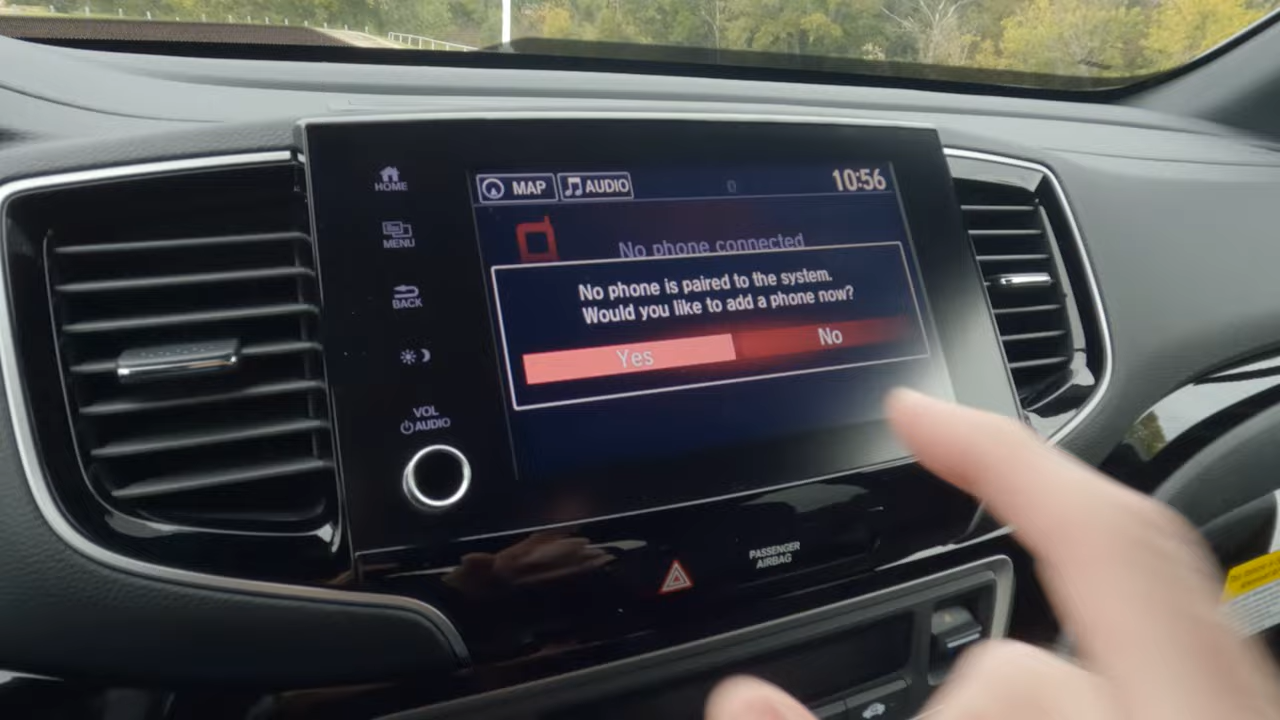 HOME
MENU
BACK
VOL
AUDIO
MAP
AUDIO
10:56
No phone connected
No phone is paired to the system.
Would you like to add a phone now?
Yes
No
PASSENGER
AIRBAG